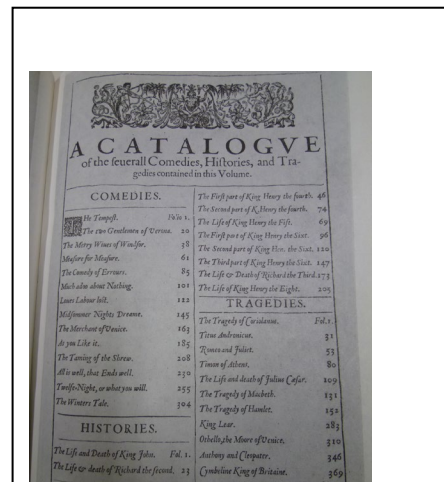 A CATALOGVE
of the seuerall Comedies, Histories, and Tra-
gedies contained in this Volume.
COMEDIES.
The Tempest. Folio 1.
The two Gentlemen of Verona. 20
The Merry Wiues of Windsor. 38
Measure for Measure. 61
The Comedy of Errours. 85
Much adoo about Nothing. 101
Loues Labour lost. 122
Midsommer Nights Dreame. 145
The Merchant of Venice. 163
As you Like it. 185
The Taming of the Shrew. 208
All is well, that Ends well. 230
Twelfe-Night, or what you will. 255
The Winters Tale. 304
HISTORIES.
The Life and Death of King John. Fol. 1.
The Life & death of Richard the second. 23
The First part of King Henry the fourth. 46
The Second part of K. Henry the fourth. 74
The Life of King Henry the Fift. 69
The First part of King Henry the Sixt. 96
The Second part of King Hen. the Sixt. 120
The Third part of King Henry the Sixt. 147
The Life & Death of Richard the Third. 173
The Life of King Henry the Eight. 205
TRAGEDIES.
The Tragedy of Coriolanus. Fol. 1.
Titus Andronicus. 31
Romeo and Juliet. 53
Timon of Athens. 80
The Life and death of Julius Cæsar. 109
The Tragedy of Macbeth. 131
The Tragedy of Hamlet. 152
King Lear. 283
Othello, the Moore of Venice. 310
Anthony and Cleopater. 346
Cymbeline King of Britaine. 369